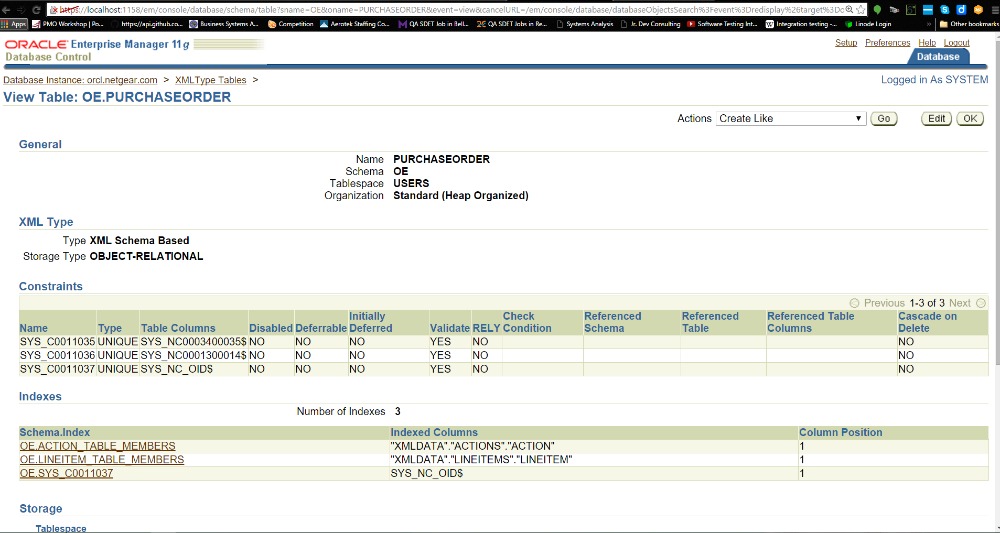 https://localhost:1158/em/console/database/schema/table?sname=OE&oname=PURCHASEORDER&event=view&cancelURL=/em/console/database/databaseObjectsSearch%3Fevent%3Dredisplay%26target%3Do
Apps PMO Workshop | Po... https://api.github.co... Business Systems A... Competition Aerotek Staffing Co... QA SDET Job in Bell... QA SDET Jobs in Re... Systems Analysis Jr. Dev Consulting Software Testing Int... Integration testing -... Linode Login » Other bookmarks
ORACLE Enterprise Manager 11g
Database Control
Setup Preferences Help Logout
Database
Database Instance: orcl.netgear.com > XMLType Tables >
Logged in As SYSTEM
View Table: OE.PURCHASEORDER
Actions Create Like Go Edit OK
General
Name PURCHASEORDER
Schema OE
Tablespace USERS
Organization Standard (Heap Organized)
XML Type
Type XML Schema Based
Storage Type OBJECT-RELATIONAL
Constraints
Previous 1-3 of 3 Next
Name Type Table Columns Disabled Deferrable Initially Deferred Validate RELY Check Condition Referenced Schema Referenced Table Referenced Table Columns Cascade on Delete
SYS_C0011035 UNIQUE SYS_NC0003400035$ NO NO NO YES NO NO
SYS_C0011036 UNIQUE SYS_NC0001300014$ NO NO NO YES NO NO
SYS_C0011037 UNIQUE SYS_NC_OID$ NO NO NO YES NO NO
Indexes
Number of Indexes 3
Schema.Index Indexed Columns Column Position
OE.ACTION_TABLE_MEMBERS "XMLDATA"."ACTIONS"."ACTION" 1
OE.LINEITEM_TABLE_MEMBERS "XMLDATA"."LINEITEMS"."LINEITEM" 1
OE.SYS_C0011037 SYS_NC_OID$ 1
Storage
Tablespace